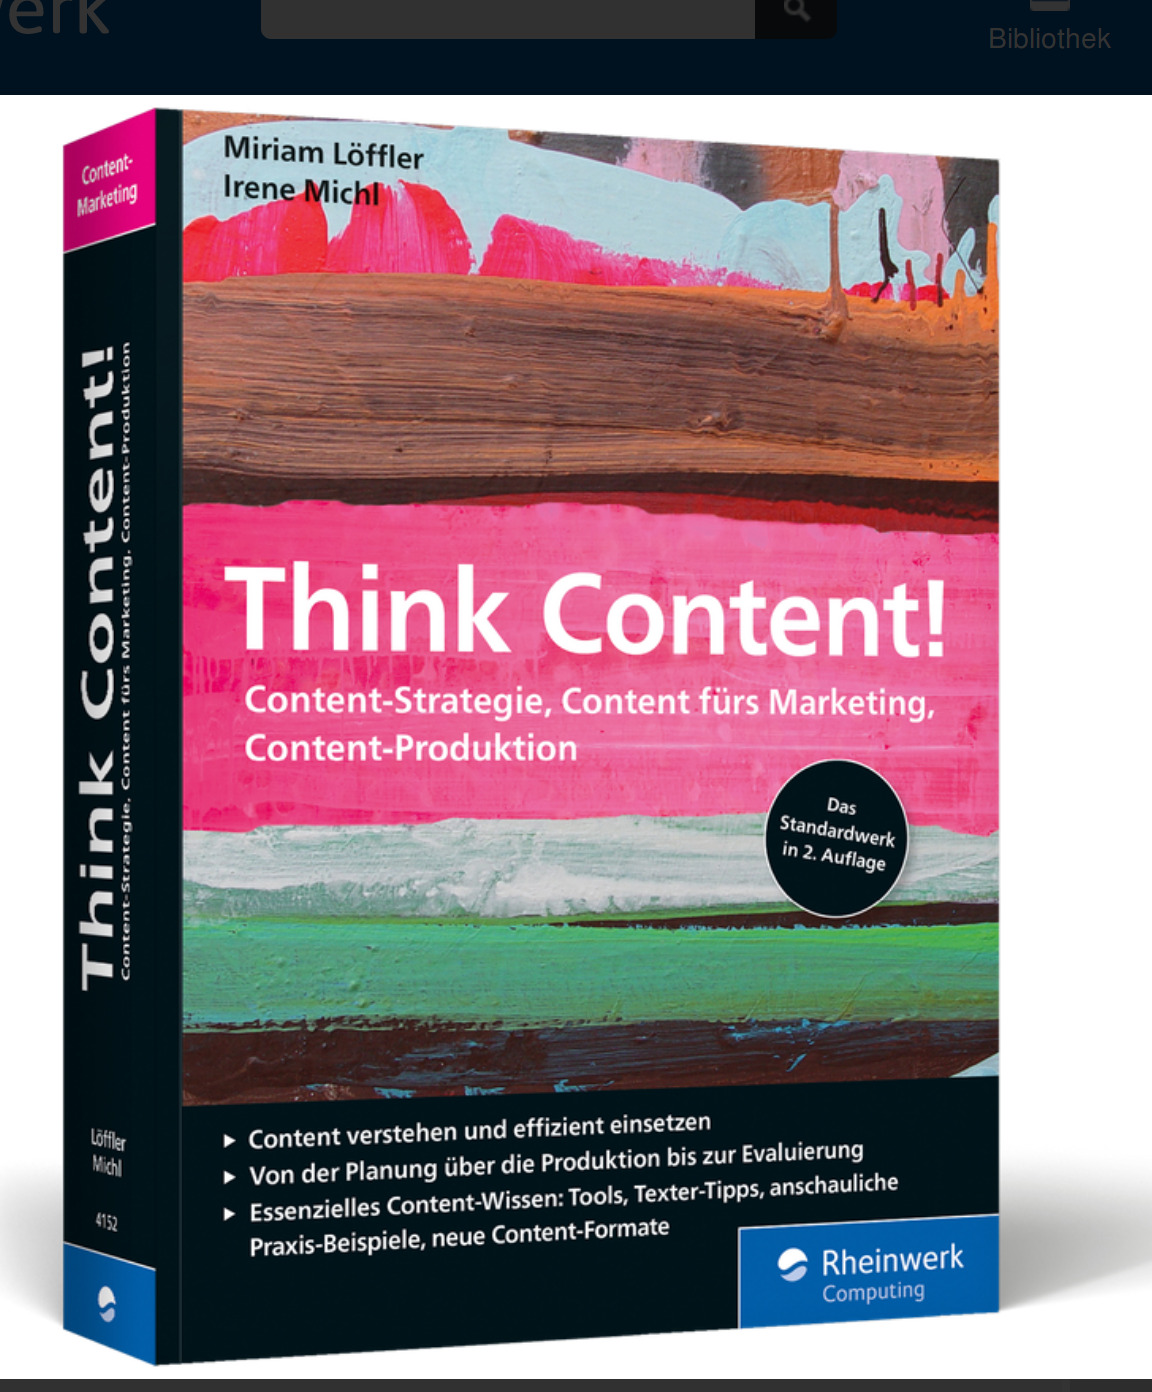 erk
Bibliothek
Content-
Marketing
Think Content!
Content-Strategie, Content fürs Marketing, Content-Produktion
Löffler
Michl
4152
Miriam Löffler
Irene Michl
Think Content!
Content-Strategie, Content fürs Marketing,
Content-Produktion
Das
Standardwerk
in 2. Auflage
► Content verstehen und effizient einsetzen
► Von der Planung über die Produktion bis zur Evaluierung
► Essenzielles Content-Wissen: Tools, Texter-Tipps, anschauliche
Praxis-Beispiele, neue Content-Formate
Rheinwerk
Computing